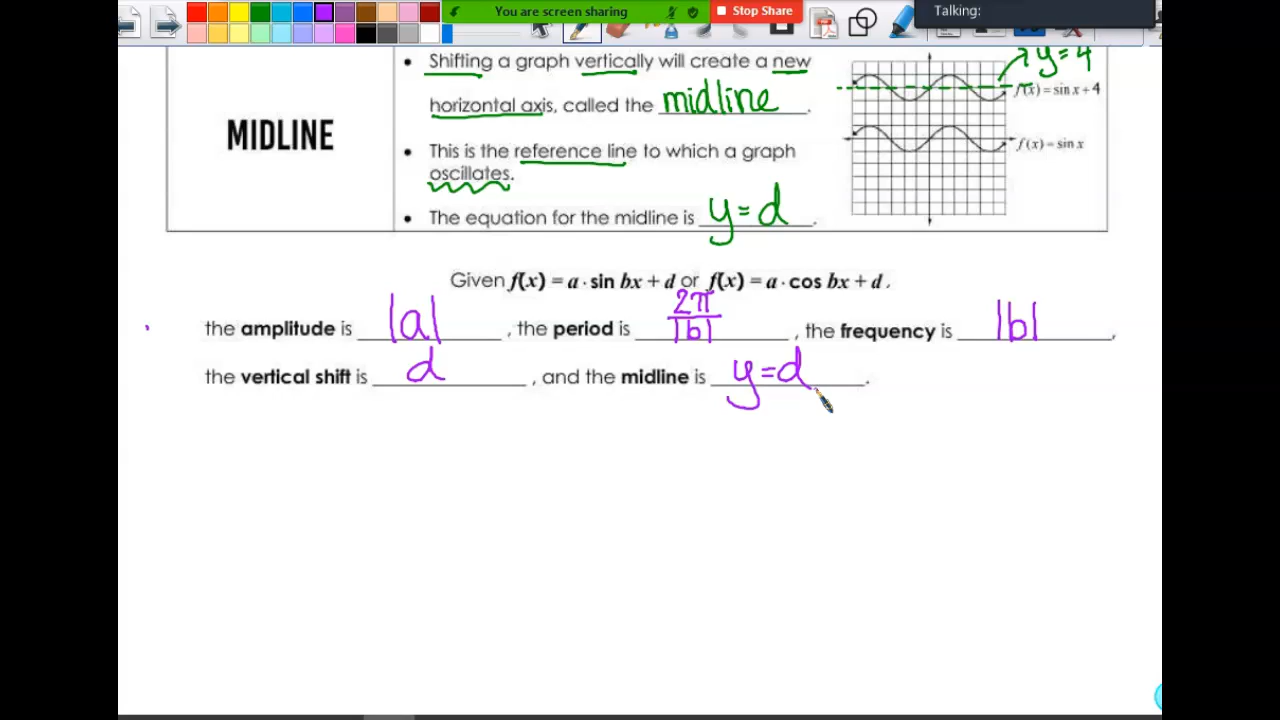 You are screen sharing
Stop Share
Talking:
• Shifting a graph vertically will create a new
horizontal axis, called the midline.
MIDLINE
• This is the reference line to which a graph
oscillates.
• The equation for the midline is y=d.
y=4
f(x) = sin x + 4
f(x) = sin x
Given f(x) = a · sin bx + d or f(x) = a · cos bx + d.
the amplitude is |a|, the period is 2π/|b|, the frequency is |b|,
the vertical shift is d, and the midline is y=d.